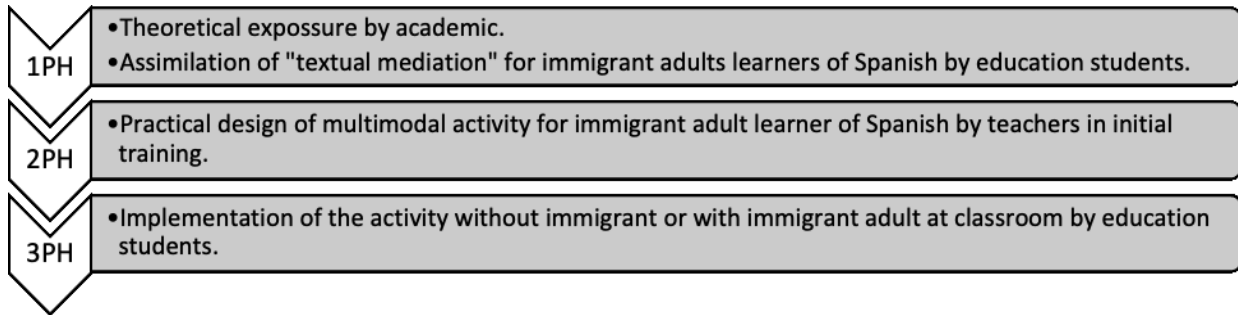 1PH
•Theoretical expossure by academic.
•Assimilation of "textual mediation" for immigrant adults learners of Spanish by education students.
2PH
•Practical design of multimodal activity for immigrant adult learner of Spanish by teachers in initial
training.
3PH
•Implementation of the activity without immigrant or with immigrant adult at classroom by education
students.